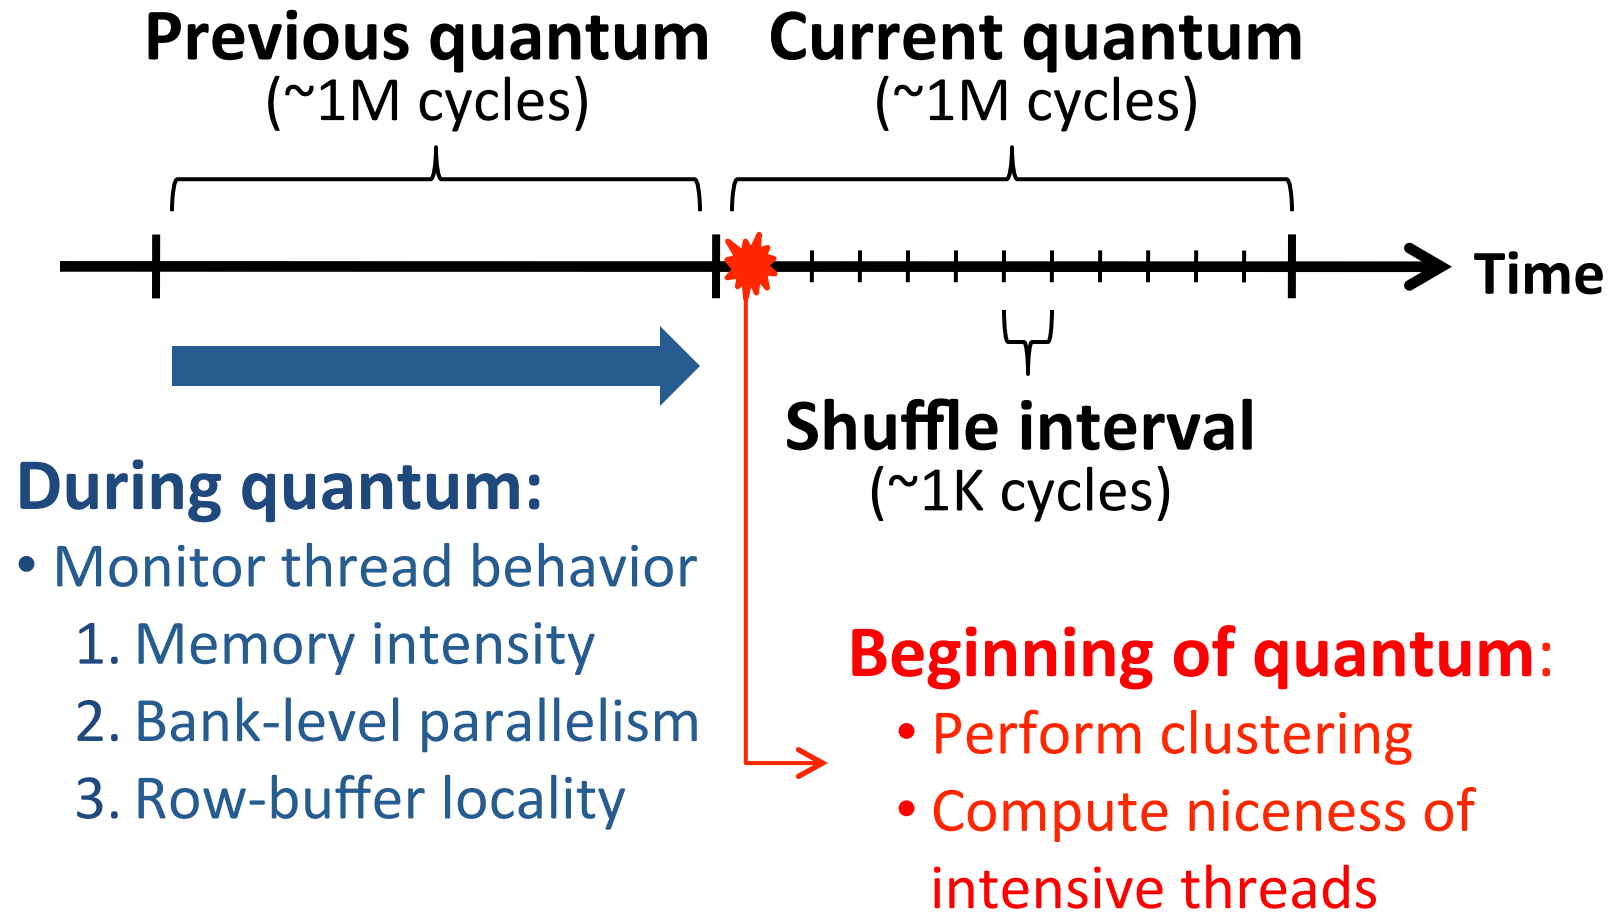 Previous quantum
(~1M cycles)
Current quantum
(~1M cycles)
Time
Shuffle interval
(~1K cycles)
During quantum:
• Monitor thread behavior
1. Memory intensity
2. Bank-level parallelism
3. Row-buffer locality
Beginning of quantum:
• Perform clustering
• Compute niceness of
intensive threads